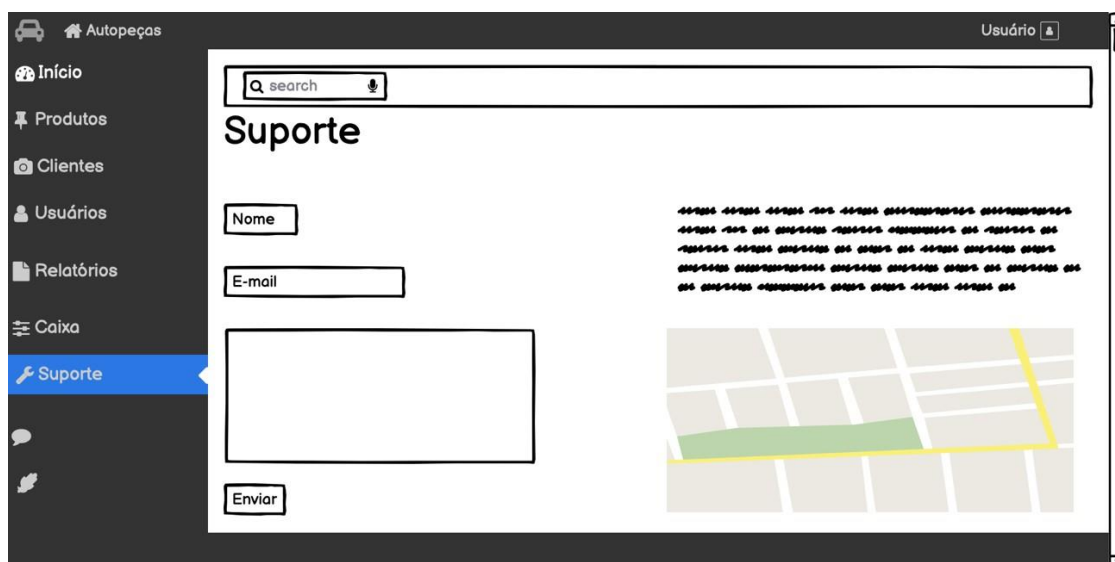 Autopeças
Usuário
Início
Produtos
Clientes
Usuários
Relatórios
Caixa
Suporte
search
Suporte
Nome
E-mail
Enviar